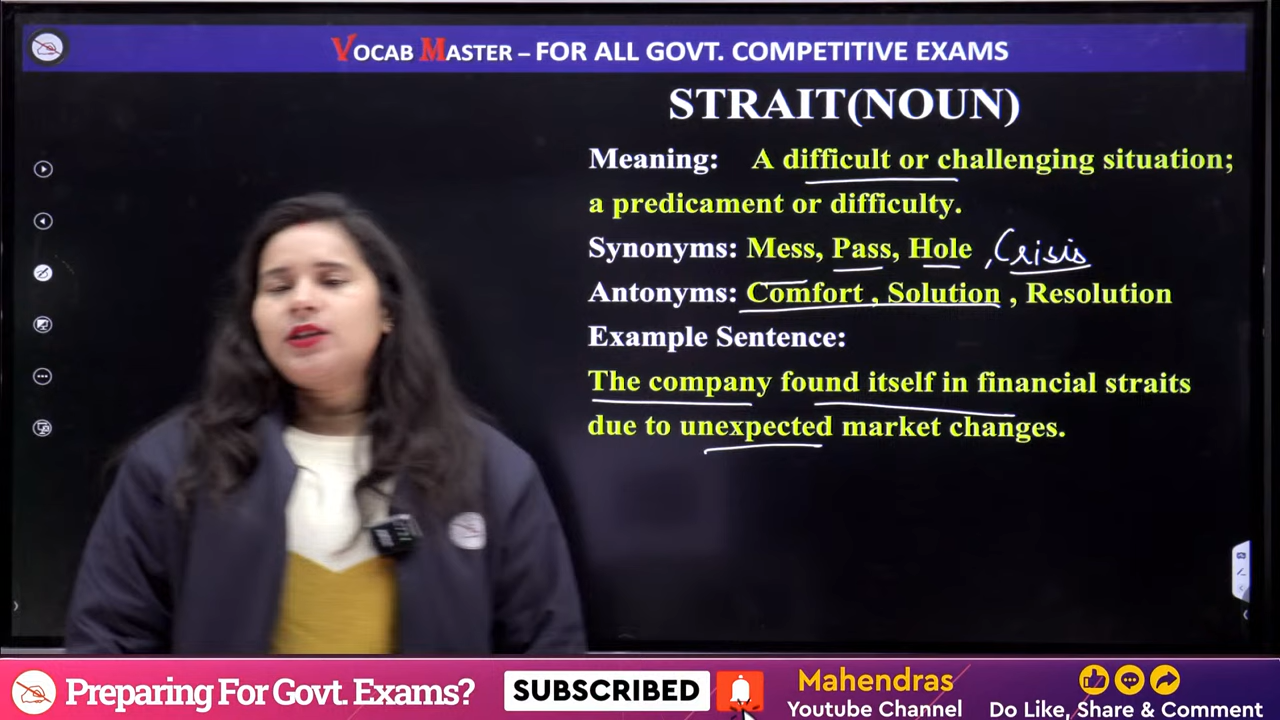 VOCAB MASTER – FOR ALL GOVT. COMPETITIVE EXAMS
STRAIT(NOUN)
Meaning: A difficult or challenging situation;
a predicament or difficulty.
Synonyms: Mess, Pass, Hole , Crisis
Antonyms: Comfort , Solution , Resolution
Example Sentence:
The company found itself in financial straits
due to unexpected market changes.
Preparing For Govt. Exams?
SUBSCRIBED
Mahendras
Youtube Channel
Do Like, Share & Comment